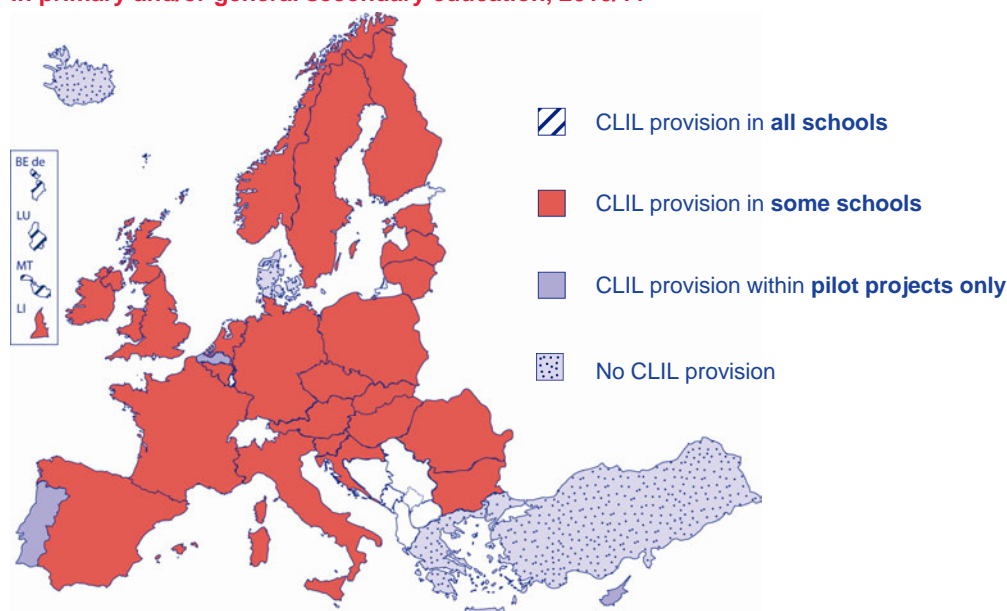 BE de
LU
MT
LI
CLIL provision in all schools
CLIL provision in some schools
CLIL provision within pilot projects only
No CLIL provision